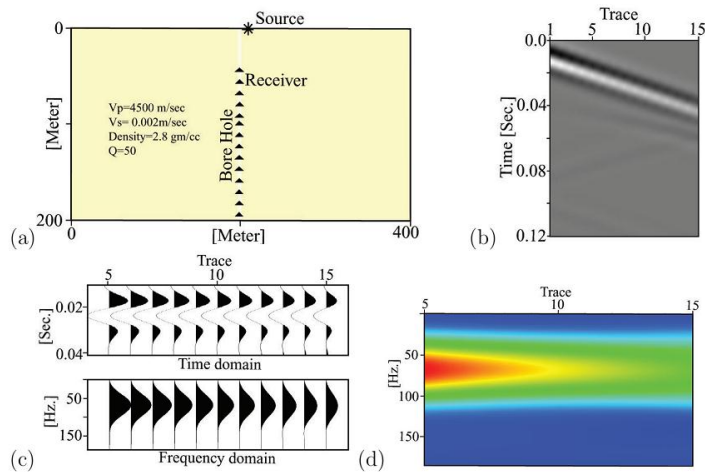 Source
0
Receiver
[Meter]
Vp=4500 m/sec
Vs= 0.002m/sec
Density=2.8 gm/cc
Q=50
Bore Hole
200
0
[Meter]
400
(a)
Trace
1 5 10 15
0.0
0.04
0.08
0.12
Time [Sec.]
(b)
Trace
5 10 15
0.02
0.04
[Sec.]
Time domain
50
150
[Hz.]
Frequency domain
(c)
Trace
5 10 15
50
100
150
[Hz.]
(d)